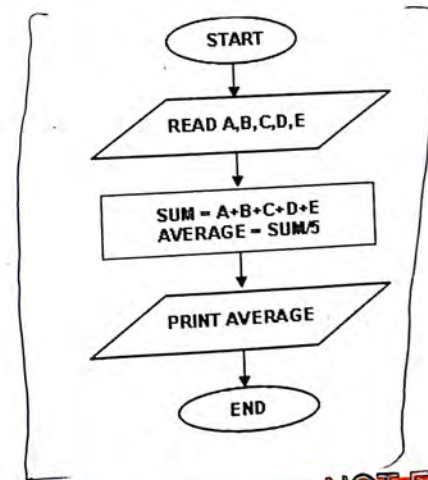 START
READ A,B,C,D,E
SUM = A+B+C+D+E
AVERAGE = SUM/5
PRINT AVERAGE
END